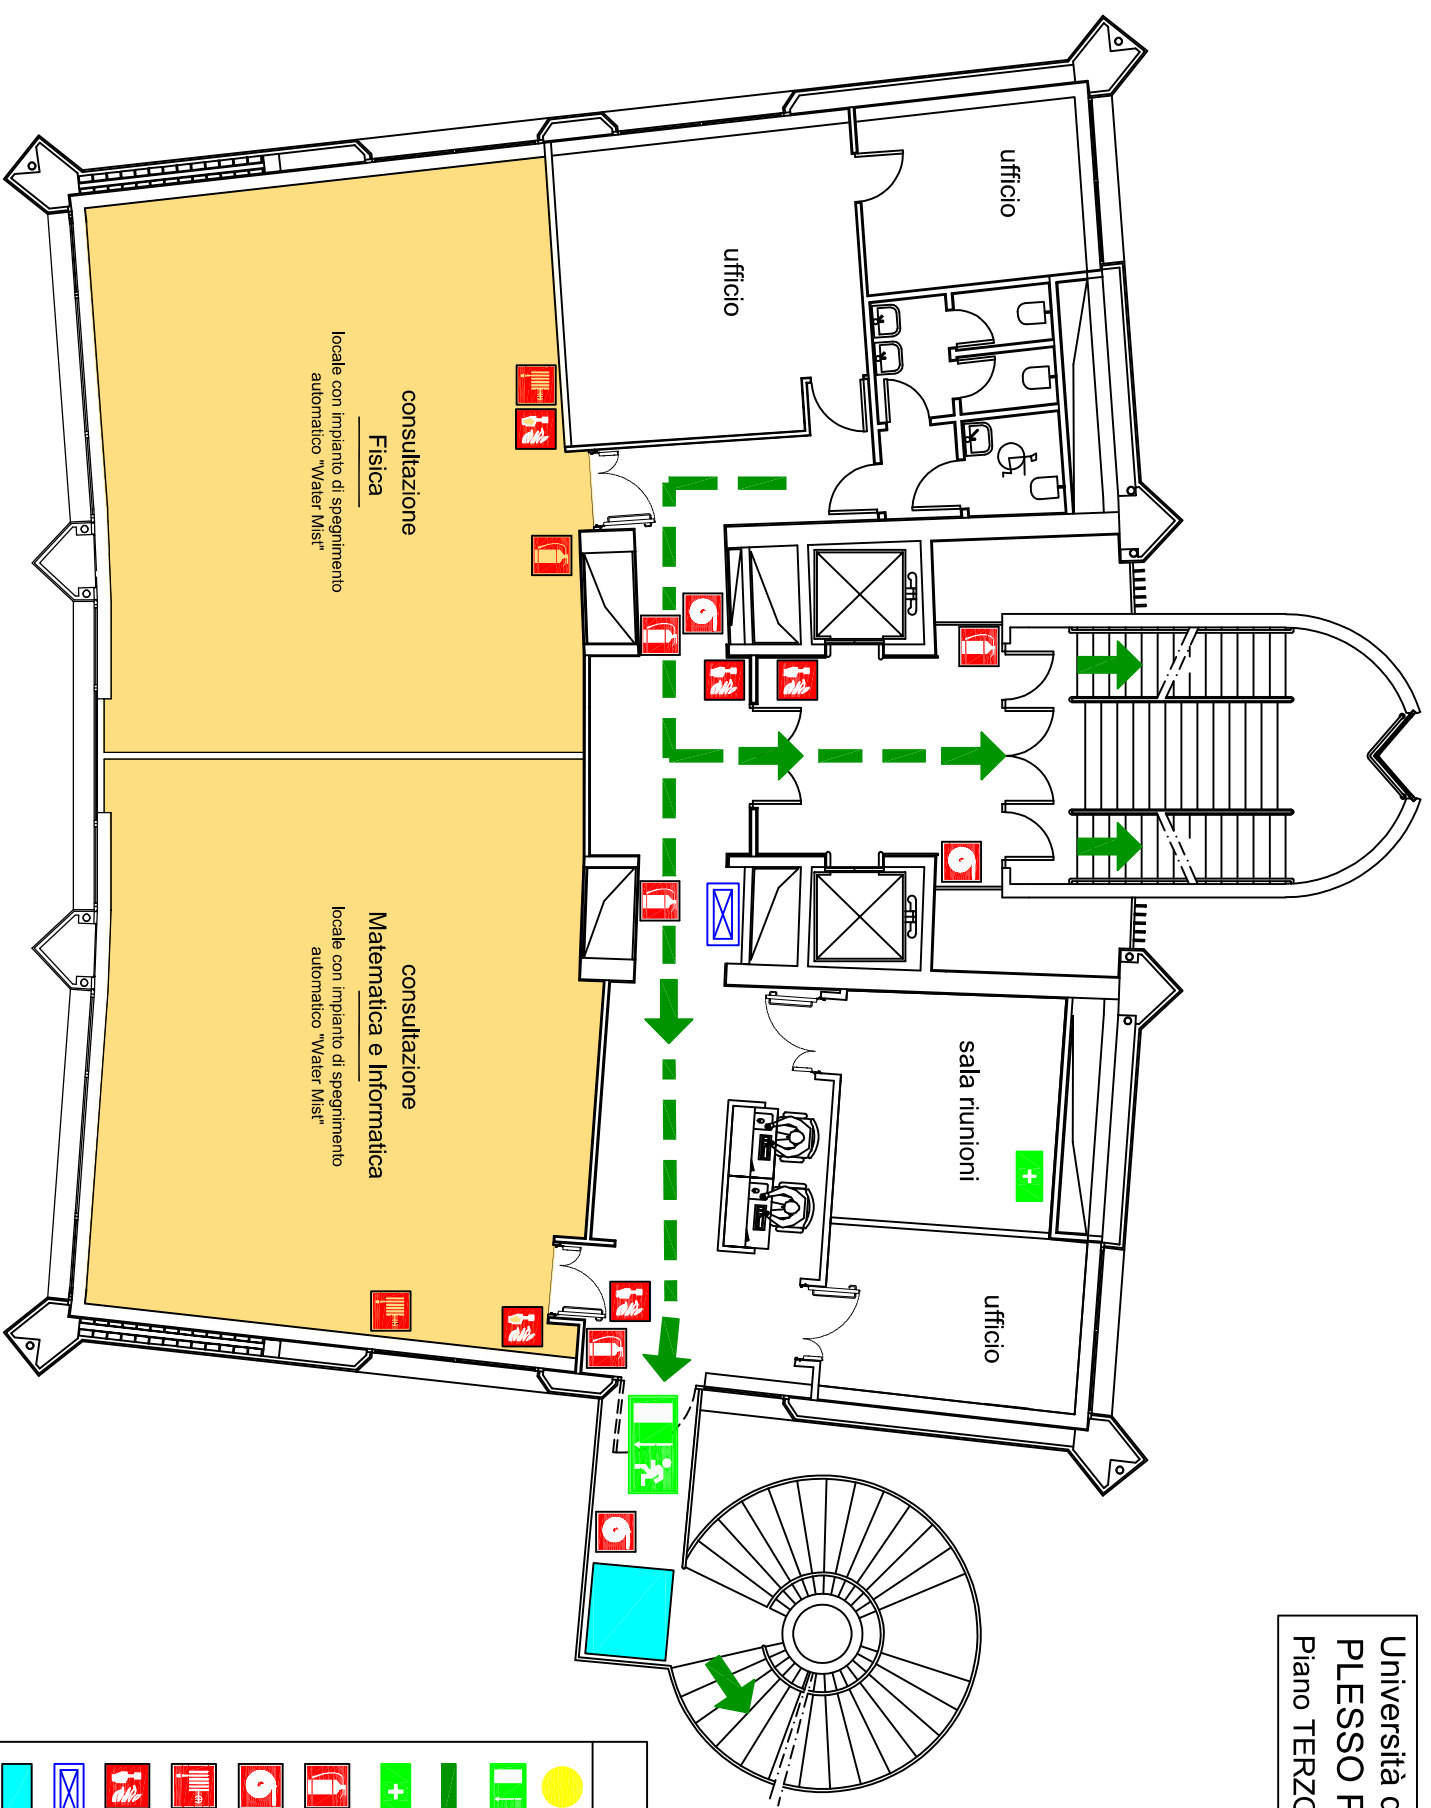 Università
PLESSO
Piano TERZO
ufficio
ufficio
consultazione
Fisica
locale con impianto di spegnimento
automatico "Water Mist"
sala riunioni
ufficio
consultazione
Matematica e Informatica
locale con impianto di spegnimento
automatico "Water Mist"